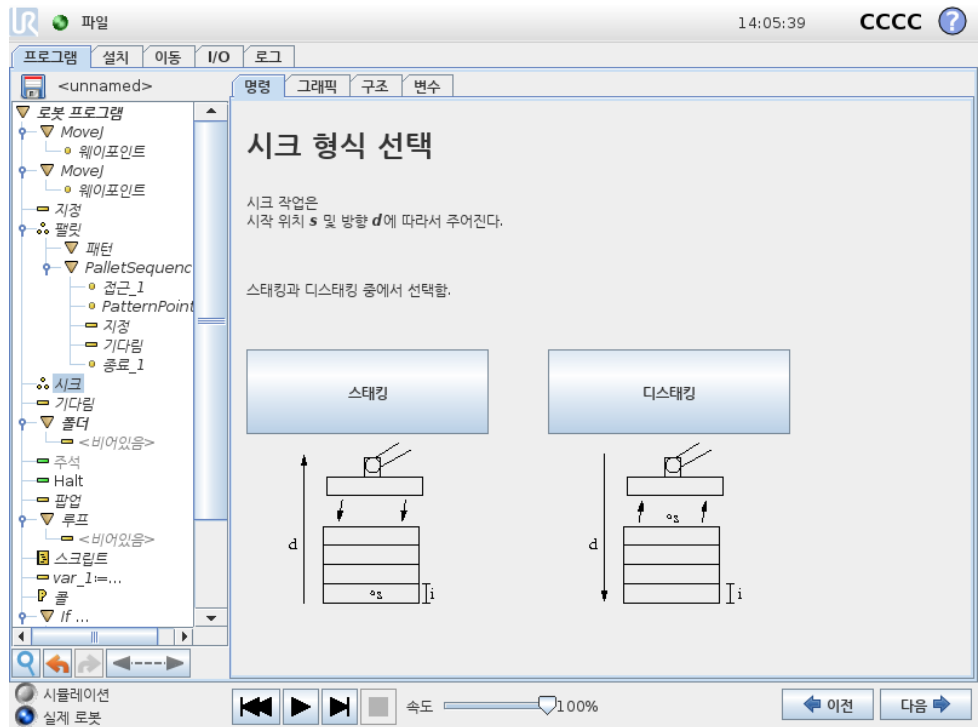 UR 파일 14:05:39 CCCC ?
프로그램 설치 이동 I/O 로그
<unnamed>
명령 그래픽 구조 변수
로봇 프로그램
MoveJ
웨이포인트
MoveJ
웨이포인트
지정
팔릿
패턴
PalletSequenc
접근_1
PatternPoint
지정
기다림
종료_1
시크
기다림
폴더
<비어있음>
주석
Halt
팝업
루프
<비어있음>
스크립트
var_1:=...
콜
If ...
시크 형식 선택
시크 작업은
시작 위치 s 및 방향 d에 따라서 주어진다.
스태킹과 디스태킹 중에서 선택함.
스태킹 디스태킹
d s i
d s i
시뮬레이션
실제 로봇
속도 100% 이전 다음